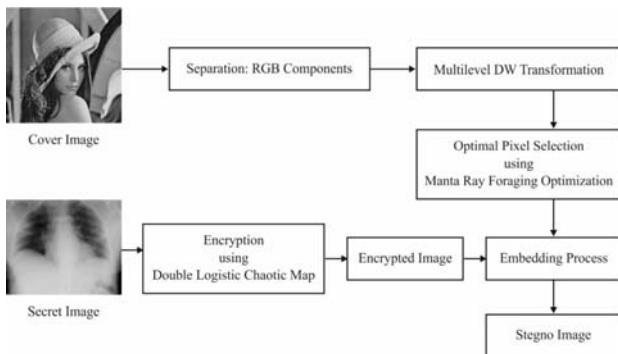 Separation: RGB Components
Multilevel DW Transformation
Cover Image
Optimal Pixel Selection
using
Manta Ray Foraging Optimization
Encryption
using
Double Logistic Chaotic Map
Encrypted Image
Embedding Process
Secret Image
Stegno Image